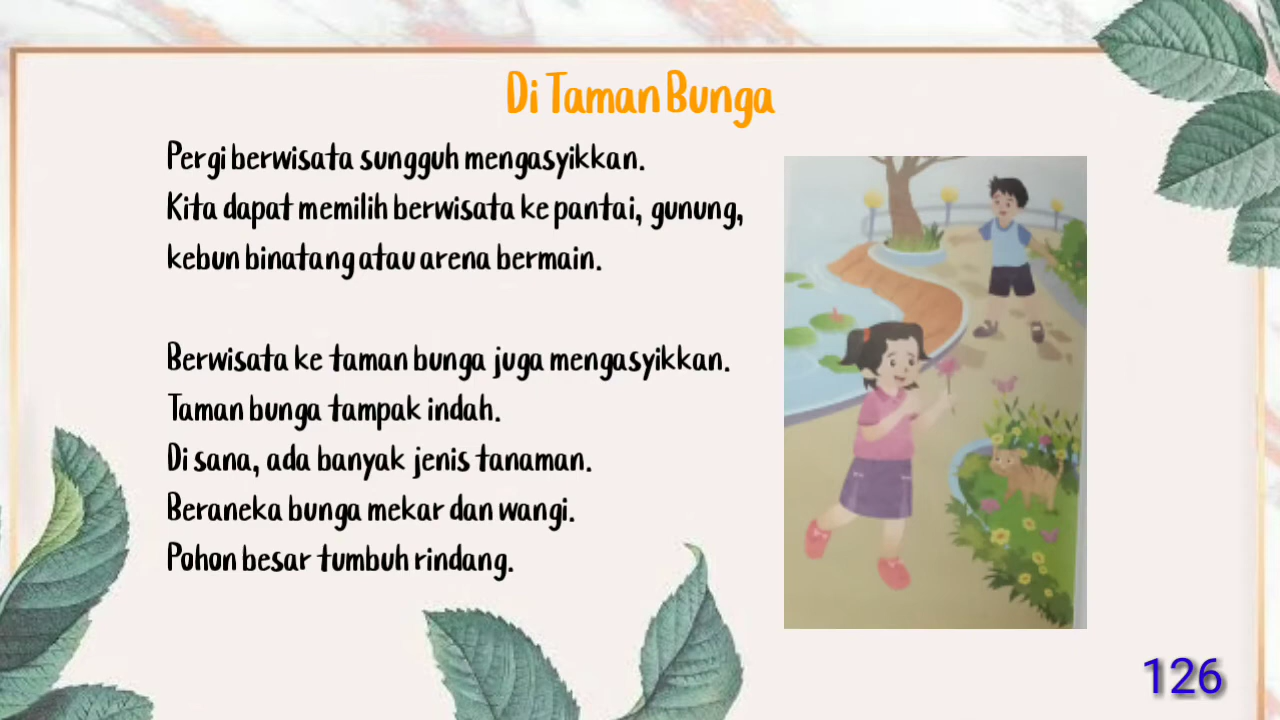 Di Taman Bunga
Pergi berwisata sungguh mengasyikkan.
Kita dapat memilih berwisata ke pantai, gunung,
kebun binatang atau arena bermain.
Berwisata ke taman bunga juga mengasyikkan.
Taman bunga tampak indah.
Di sana, ada banyak jenis tanaman.
Beraneka bunga mekar dan wangi.
Pohon besar tumbuh rindang.
126